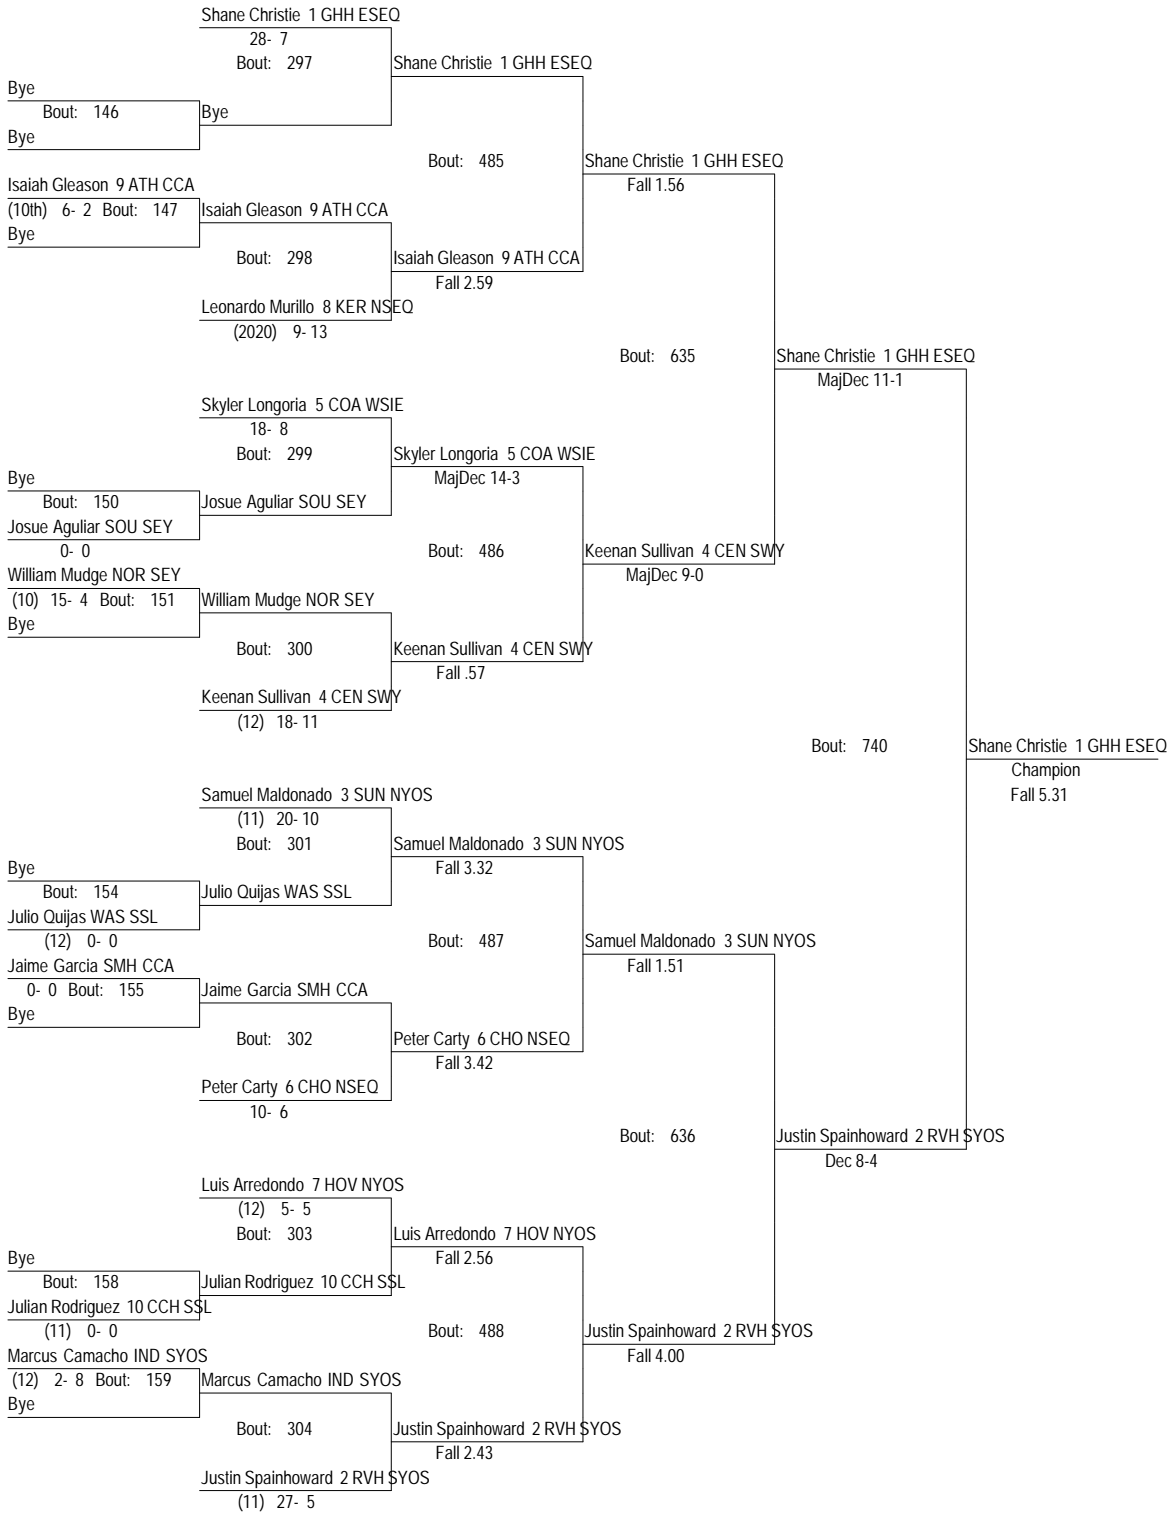 Shane Christie 1 GHH ESEQ
28- 7
Bout: 297
Shane Christie 1 GHH ESEQ
Bye
Bout: 146
Bye
Bye
Bout: 485
Shane Christie 1 GHH ESEQ
Fall 1.56
Isaiah Gleason 9 ATH CCA
(10th) 6- 2 Bout: 147
Isaiah Gleason 9 ATH CCA
Bye
Bout: 298
Isaiah Gleason 9 ATH CCA
Fall 2.59
Leonardo Murillo 8 KER NSEQ
(2020) 9- 13
Bout: 635
Shane Christie 1 GHH ESEQ
MajDec 11-1
Skyler Longoria 5 COA WSIE
18- 8
Bout: 299
Skyler Longoria 5 COA WSIE
MajDec 14-3
Bye
Bout: 150
Josue Aguliar SOU SEY
Josue Aguliar SOU SEY
0- 0
Bout: 486
Keenan Sullivan 4 CEN SWY
MajDec 9-0
William Mudge NOR SEY
(10) 15- 4 Bout: 151
William Mudge NOR SEY
Bye
Bout: 300
Keenan Sullivan 4 CEN SWY
Fall .57
Keenan Sullivan 4 CEN SWY
(12) 18- 11
Bout: 740
Shane Christie 1 GHH ESEQ
Champion
Fall 5.31
Samuel Maldonado 3 SUN NYOS
(11) 20- 10
Bout: 301
Samuel Maldonado 3 SUN NYOS
Fall 3.32
Bye
Bout: 154
Julio Quijas WAS SSL
Julio Quijas WAS SSL
(12) 0- 0
Bout: 487
Samuel Maldonado 3 SUN NYOS
Fall 1.51
Jaime Garcia SMH CCA
0- 0 Bout: 155
Jaime Garcia SMH CCA
Bye
Bout: 302
Peter Carty 6 CHO NSEQ
Fall 3.42
Peter Carty 6 CHO NSEQ
10- 6
Bout: 636
Justin Spainhoward 2 RVH SYOS
Dec 8-4
Luis Arredondo 7 HOV NYOS
(12) 5- 5
Bout: 303
Luis Arredondo 7 HOV NYOS
Fall 2.56
Bye
Bout: 158
Julian Rodriguez 10 CCH SSL
Julian Rodriguez 10 CCH SSL
(11) 0- 0
Bout: 488
Justin Spainhoward 2 RVH SYOS
Fall 4.00
Marcus Camacho IND SYOS
(12) 2- 8 Bout: 159
Marcus Camacho IND SYOS
Bye
Bout: 304
Justin Spainhoward 2 RVH SYOS
Fall 2.43
Justin Spainhoward 2 RVH SYOS
(11) 27- 5